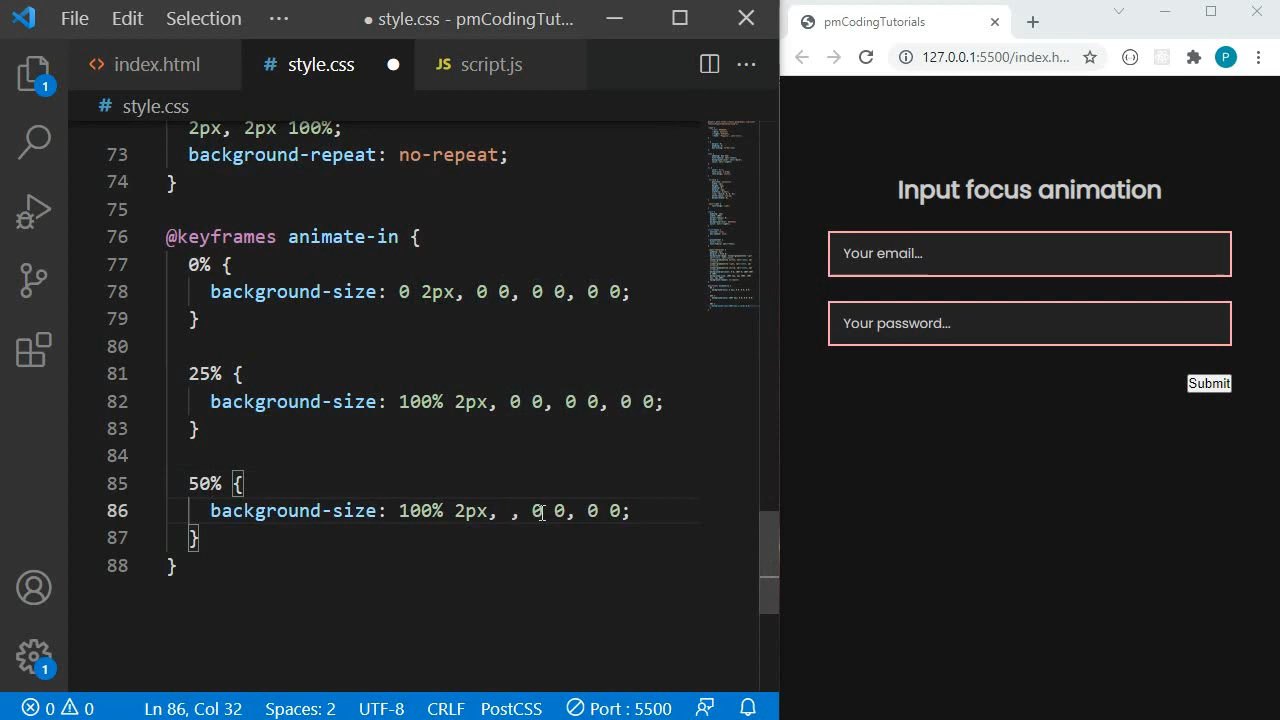 File Edit Selection ··· ● style.css - pmCodingTut...
pmCodingTutorials
index.html # style.css ● JS script.js ···
127.0.0.1:5500/index.h... P
# style.css
2px, 2px 100%;
73 background-repeat: no-repeat;
74 }
75
76 @keyframes animate-in {
77 0% {
78 background-size: 0 2px, 0 0, 0 0, 0 0;
79 }
80
81 25% {
82 background-size: 100% 2px, 0 0, 0 0, 0 0;
83 }
84
85 50% {
86 background-size: 100% 2px, , 0 0, 0 0;
87 }
88 }
1
1
Input focus animation
Your email...
Your password...
Submit
0 0 Ln 86, Col 32 Spaces: 2 UTF-8 CRLF PostCSS Port : 5500